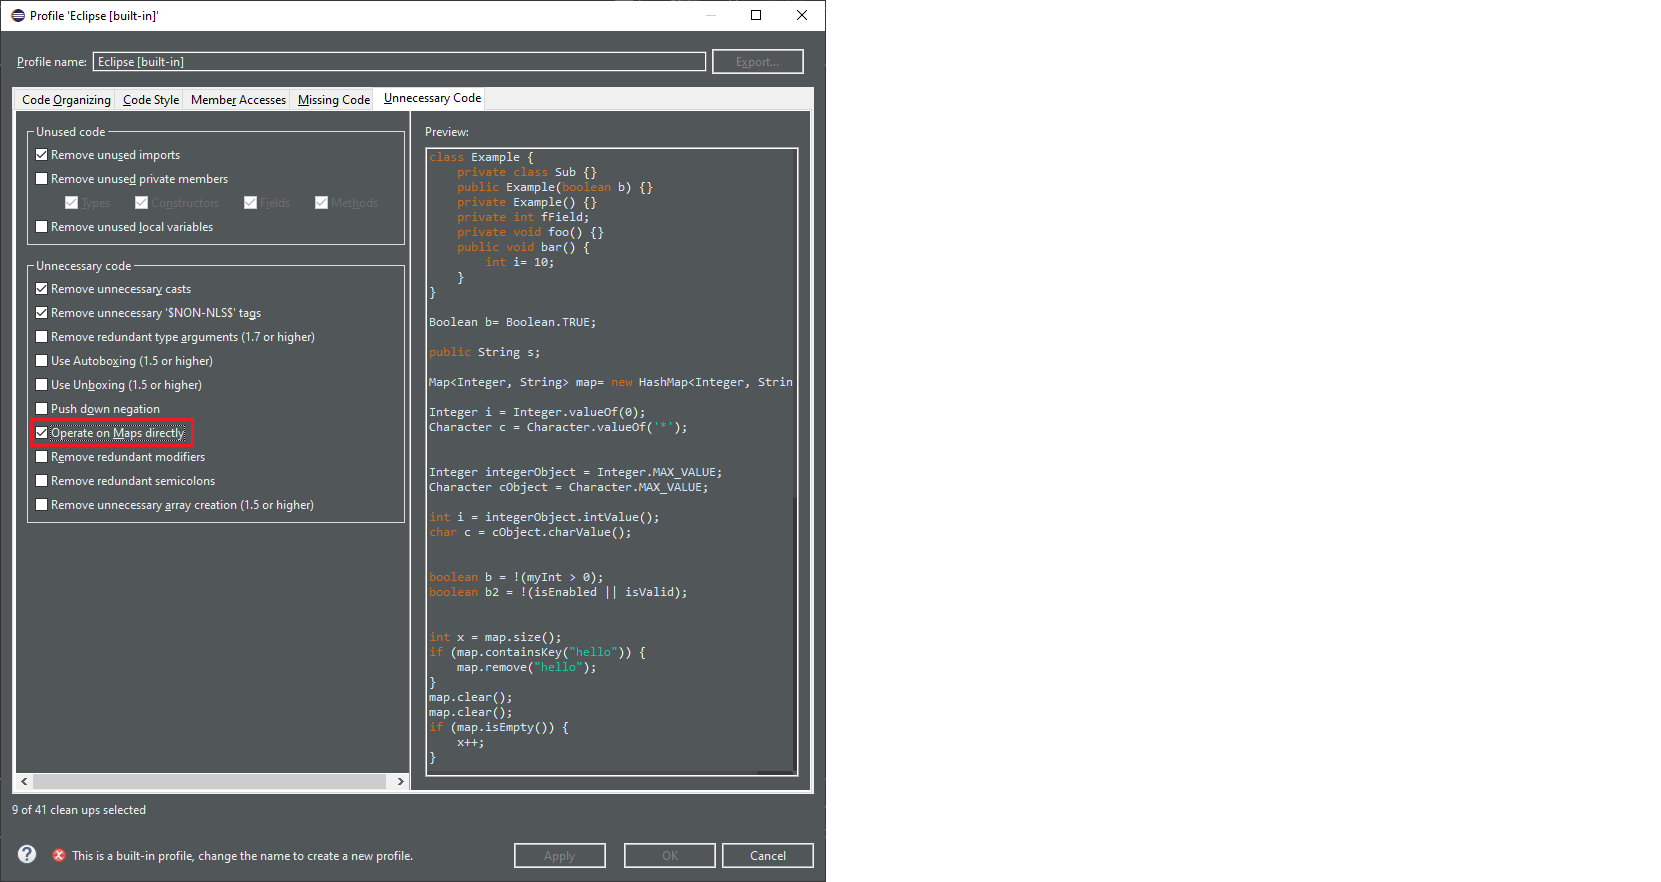 Profile 'Eclipse [built-in]'
Profile name: Eclipse [built-in] Export...
Code Organizing Code Style Member Accesses Missing Code Unnecessary Code
Unused code
Remove unused imports
Remove unused private members
Types Constructors Fields Methods
Remove unused local variables
Unnecessary code
Remove unnecessary casts
Remove unnecessary '$NON-NLS$' tags
Remove redundant type arguments (1.7 or higher)
Use Autoboxing (1.5 or higher)
Use Unboxing (1.5 or higher)
Push down negation
Operate on Maps directly
Remove redundant modifiers
Remove redundant semicolons
Remove unnecessary array creation (1.5 or higher)
Preview:
class Example {
    private class Sub {}
    public Example(boolean b) {}
    private Example() {}
    private int fField;
    private void foo() {}
    public void bar() {
        int i= 10;
    }
}
Boolean b= Boolean.TRUE;
public String s;
Map<Integer, String> map= new HashMap<Integer, Strin
Integer i = Integer.valueOf(0);
Character c = Character.valueOf('*');
Integer integerObject = Integer.MAX_VALUE;
Character cObject = Character.MAX_VALUE;
int i = integerObject.intValue();
char c = cObject.charValue();
boolean b = !(myInt > 0);
boolean b2 = !(isEnabled || isValid);
int x = map.size();
if (map.containsKey("hello")) {
    map.remove("hello");
}
map.clear();
map.clear();
if (map.isEmpty()) {
    x++;
}
9 of 41 clean ups selected
This is a built-in profile, change the name to create a new profile.
Apply OK Cancel